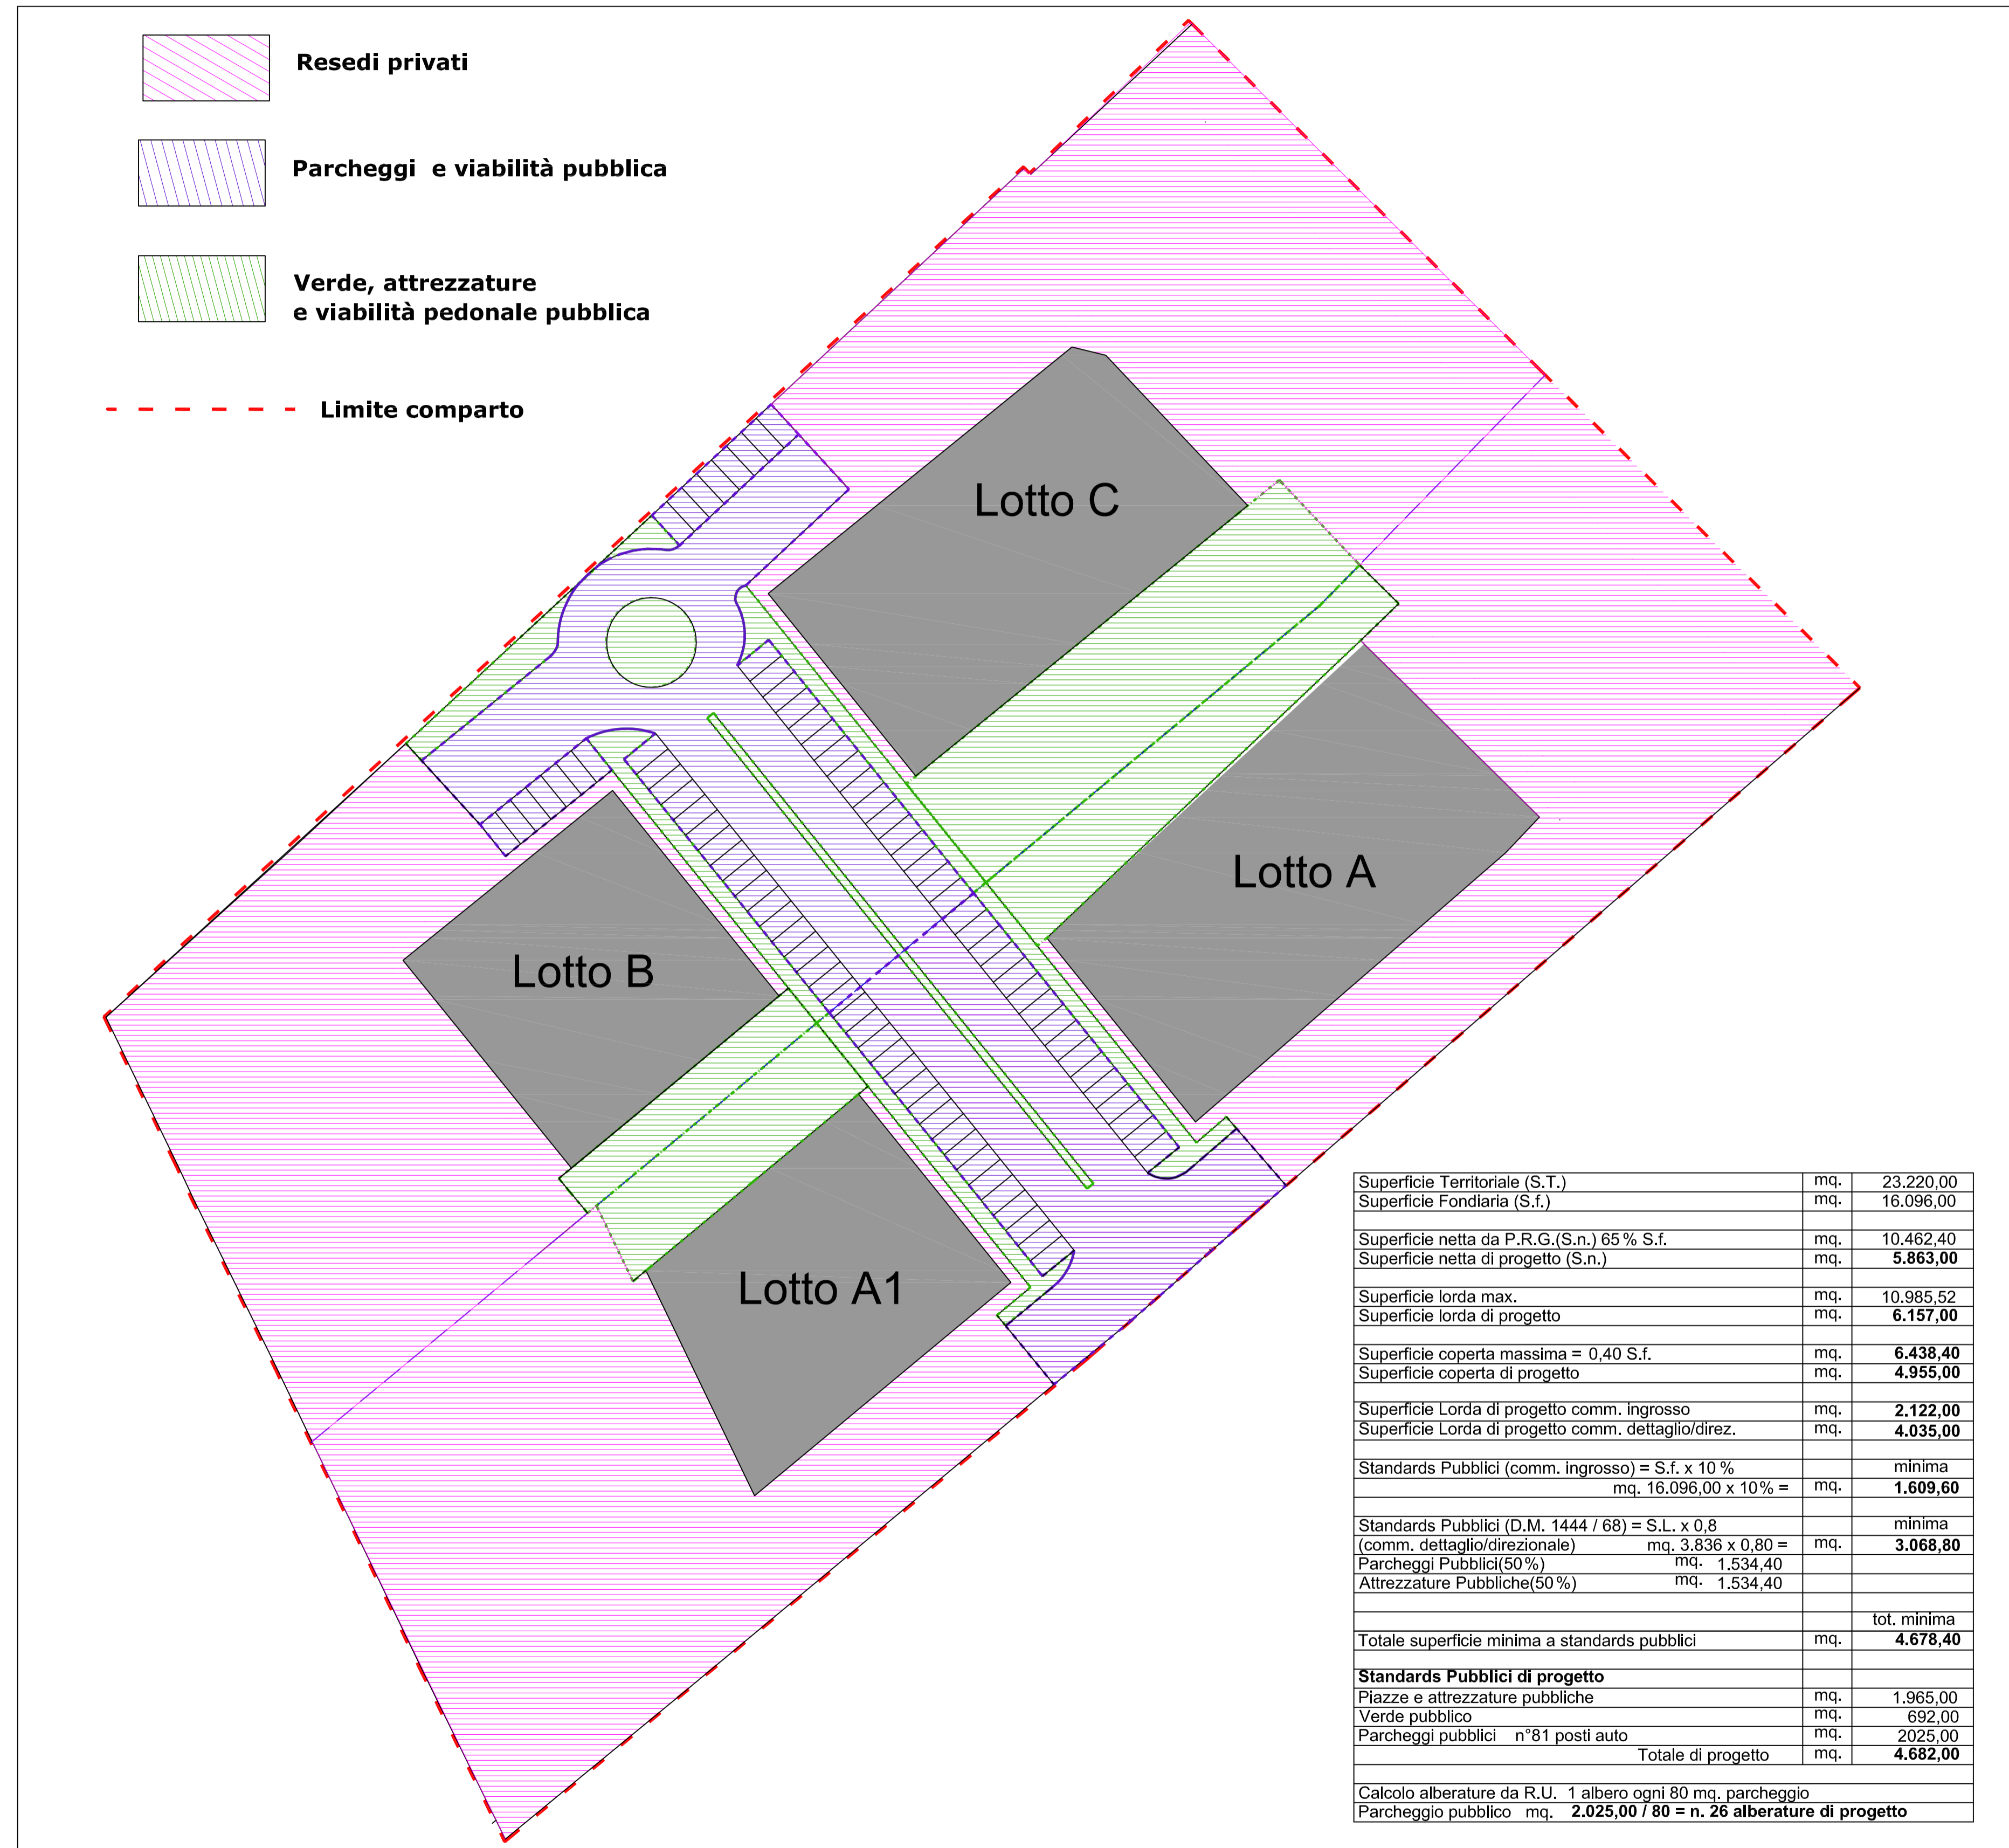 Resedi privati
Parcheggi e viabilità pubblica
Verde, attrezzature
e viabilità pedonale pubblica
Limite comparto
Lotto C
Lotto A
Lotto B
Lotto A1
Superficie Territoriale (S.T.) mq. 23.220,00
Superficie Fondiaria (S.f.) mq. 16.096,00
Superficie netta da P.R.G.(S.n.) 65% S.f. mq. 10.462,40
Superficie netta di progetto (S.n.) mq. 5.863,00
Superficie lorda max. mq. 10.985,52
Superficie lorda di progetto mq. 6.157,00
Superficie coperta massima = 0,40 S.f. mq. 6.438,40
Superficie coperta di progetto mq. 4.955,00
Superficie Lorda di progetto comm. ingrosso mq. 2.122,00
Superficie Lorda di progetto comm. dettaglio/direz. mq. 4.035,00
Standards Pubblici (comm. ingrosso) = S.f. x 10% minima
mq. 16.096,00 x 10% = mq. 1.609,60
Standards Pubblici (D.M. 1444 / 68) = S.L. x 0,8 minima
(comm. dettaglio/direzionale) mq. 3.836 x 0,80 = mq. 3.068,80
Parcheggi Pubblici(50%) mq. 1.534,40
Attrezzature Pubbliche(50%) mq. 1.534,40
tot. minima
Totale superficie minima a standards pubblici mq. 4.678,40
Standards Pubblici di progetto
Piazze e attrezzature pubbliche mq. 1.965,00
Verde pubblico mq. 692,00
Parcheggi pubblici n°81 posti auto mq. 2025,00
Totale di progetto mq. 4.682,00
Calcolo alberature da R.U. 1 albero ogni 80 mq. parcheggio
Parcheggio pubblico mq. 2.025,00 / 80 = n. 26 alberature di progetto